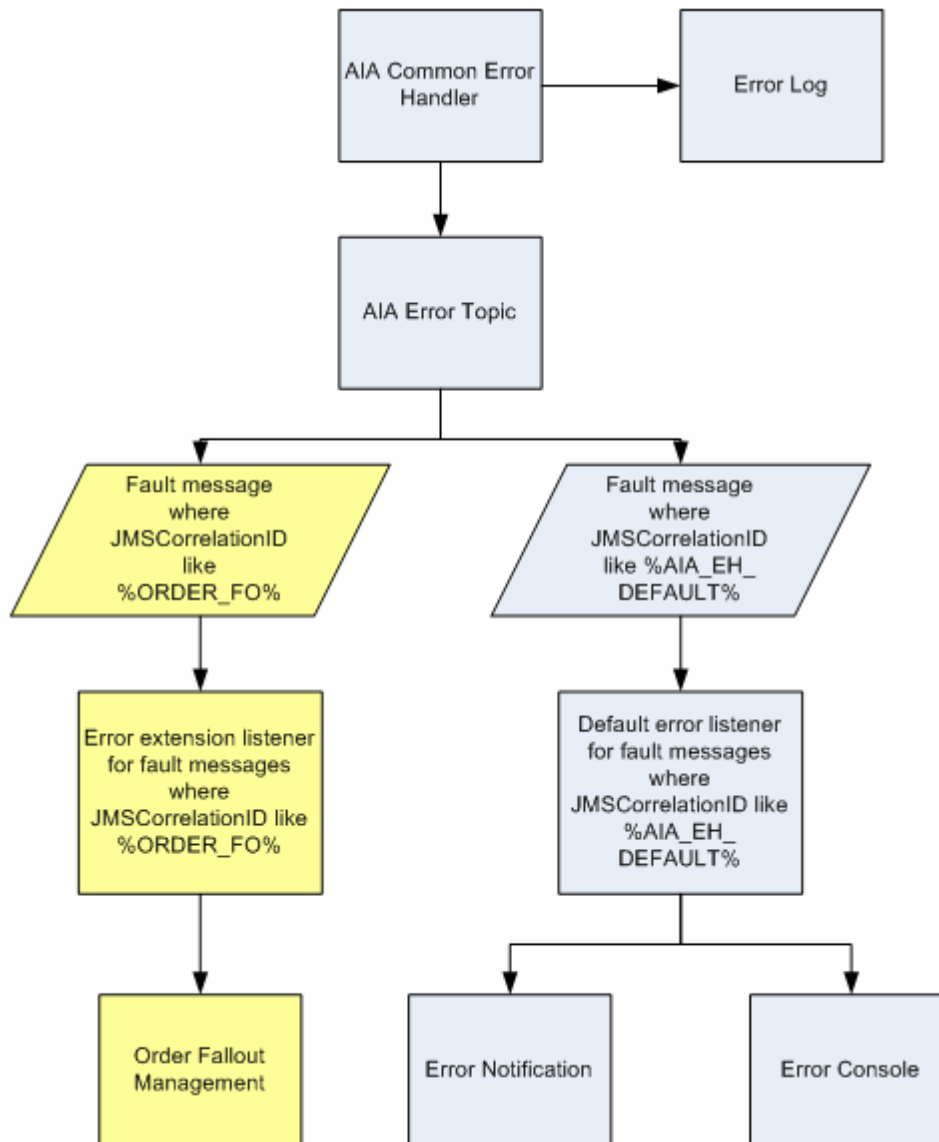 AIA Common Error
Handler
Error Log
AIA Error Topic
Fault message
where
JMSCorrelationID
like
%ORDER_FO%
Fault message
where
JMSCorrelationID
like %AIA_EH_
DEFAULT%
Error extension listener
for fault messages
where
JMSCorrelationID like
%ORDER_FO%
Default error listener
for fault messages
where
JMSCorrelationID like
%AIA_EH_
DEFAULT%
Order Fallout
Management
Error Notification
Error Console